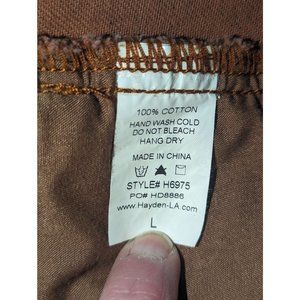 100% COTTON
HAND WASH COLD
DO NOT BLEACH
HANG DRY
MADE IN CHINA
STYLE# H6975
PO# HD8886
www.Hayden-LA.com
L